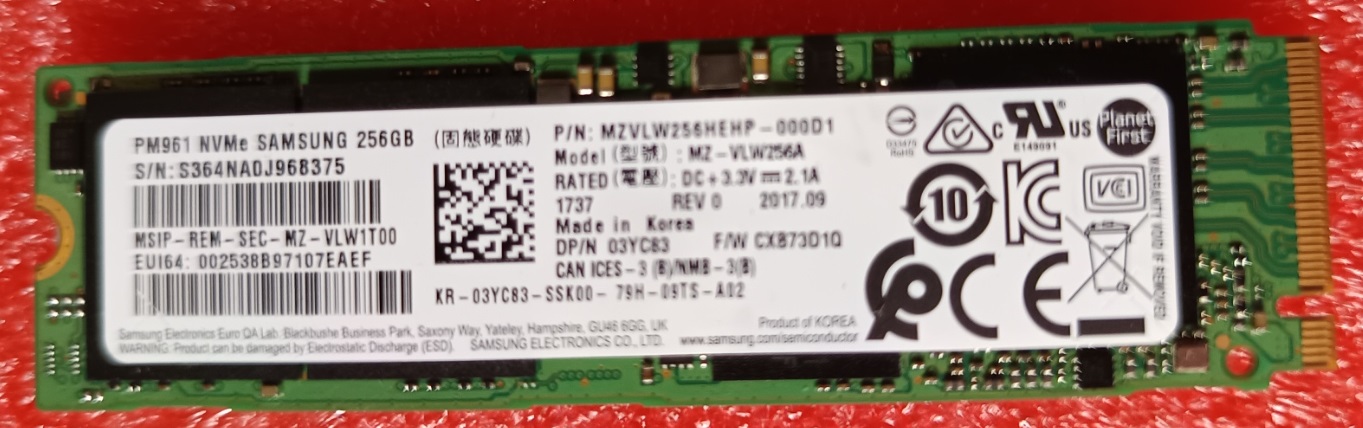 PM961 NVMe SAMSUNG 256GB (固態硬碟)
S/N: S364NA0J968375
MSIP-REM-SEC-MZ-VLW1T00
EUI64: 002538B97107EAEF
KR-03YC83-SSK00-79H-09TS-A02
P/N: MZVLW256HEHP-000D1
Model (型號) : MZ-VLW256A
RATED (電壓) : DC+3.3V 2.1A
1737 REV 0 2017.09
Made in Korea
DP/N 03YC83 F/W CXB73D1Q
CAN ICES-3 (B)/NMB-3(B)
Samsung Electronics Euro QA Lab. Blackbushe Business Park, Saxony Way, Yateley, Hampshire, GU46 6GG, UK
WARNING: Product can be damaged by Electrostatic Discharge (ESD). SAMSUNG ELECTRONICS CO., LTD.
Product of KOREA
www.samsung.com/semiconductor
RoHS
c RU US
E149091
Planet First
10
KC
VCI
CE
WARRANTY VOID IF REMOVED